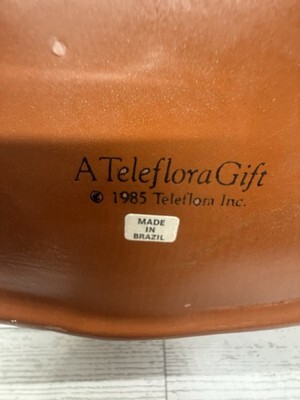 A Teleflora Gift
© 1985 Teleflora Inc.
MADE
IN
BRAZIL